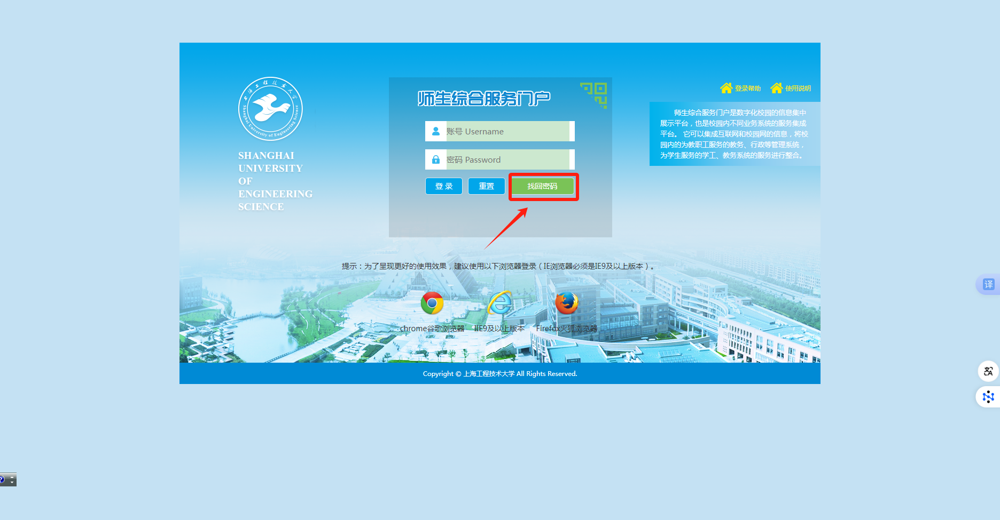 上海工程技术大学
Shanghai University of Engineering Science
SHANGHAI
UNIVERSITY
OF
ENGINEERING
SCIENCE
师生综合服务门户
账号 Username
密码 Password
登 录
重置
找回密码
登录帮助
使用说明
师生综合服务门户是数字化校园的信息集中
展示平台，也是校园内不同业务系统的服务集成
平台。 它可以集成互联网和校园网的信息，将校
园内的为教职工服务的教务、行政等管理系统，
为学生服务的学工、教务系统的服务进行整合。
提示：为了呈现更好的使用效果，建议使用以下浏览器登录（IE浏览器必须是IE9及以上版本）。
chrome谷歌浏览器
IIE9及以上版本
Firefox火狐浏览器
Copyright © 上海工程技术大学 All Rights Reserved.
译